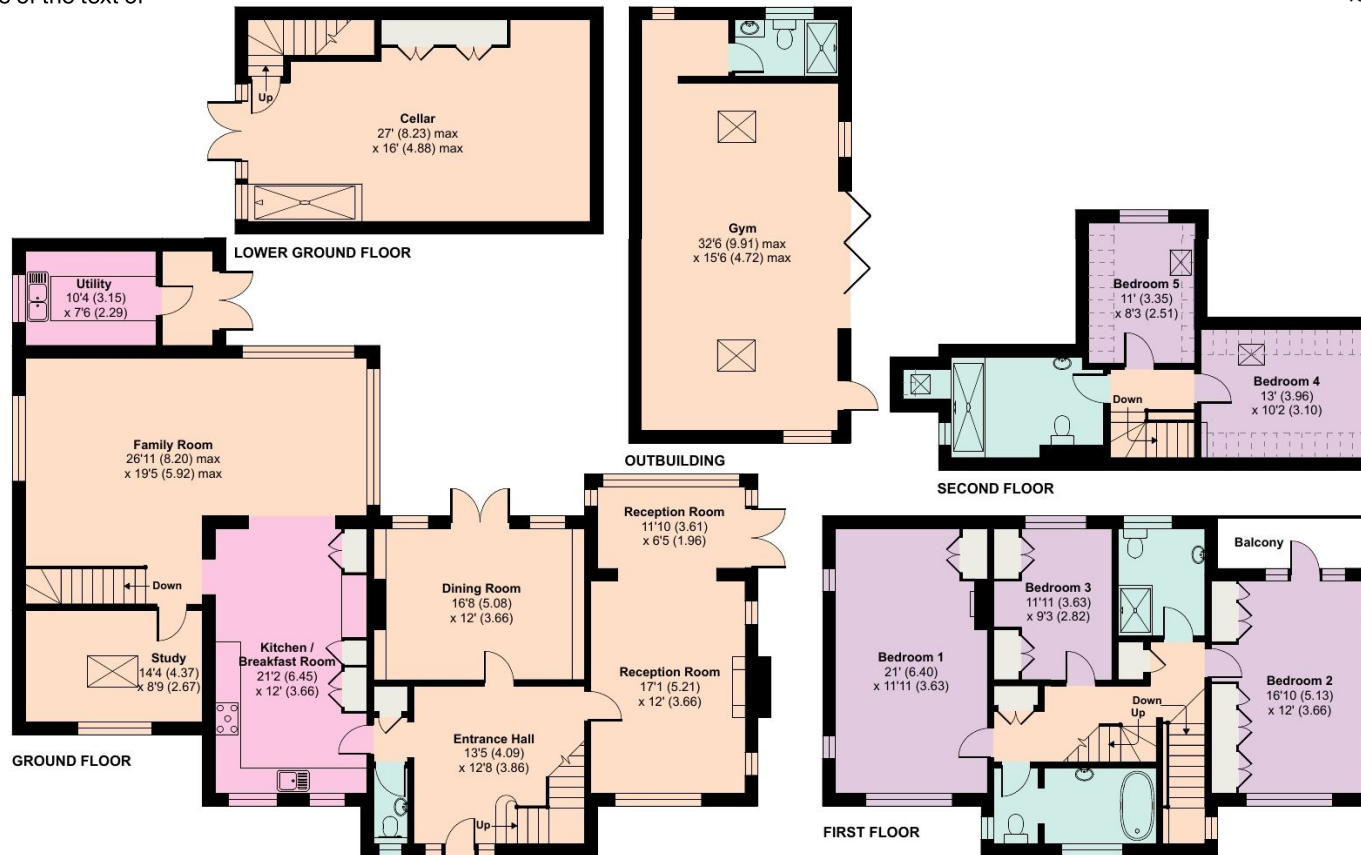 s of the text of
Up
Cellar
27' (8.23) max
x 16' (4.88) max
LOWER GROUND FLOOR
Gym
32'6 (9.91) max
x 15'6 (4.72) max
OUTBUILDING
Utility
10'4 (3.15)
x 7'6 (2.29)
Family Room
26'11 (8.20) max
x 19'5 (5.92) max
Down
Study
14'4 (4.37)
x 8'9 (2.67)
Kitchen /
Breakfast Room
21'2 (6.45)
x 12' (3.66)
Dining Room
16'8 (5.08)
x 12' (3.66)
Reception Room
11'10 (3.61)
x 6'5 (1.96)
Reception Room
17'1 (5.21)
x 12' (3.66)
Entrance Hall
13'5 (4.09)
x 12'8 (3.86)
Up
GROUND FLOOR
Bedroom 5
11' (3.35)
x 8'3 (2.51)
Bedroom 4
13' (3.96)
x 10'2 (3.10)
Down
SECOND FLOOR
Balcony
Bedroom 1
21' (6.40)
x 11'11 (3.63)
Bedroom 3
11'11 (3.63)
x 9'3 (2.82)
Bedroom 2
16'10 (5.13)
x 12' (3.66)
Down
Up
FIRST FLOOR